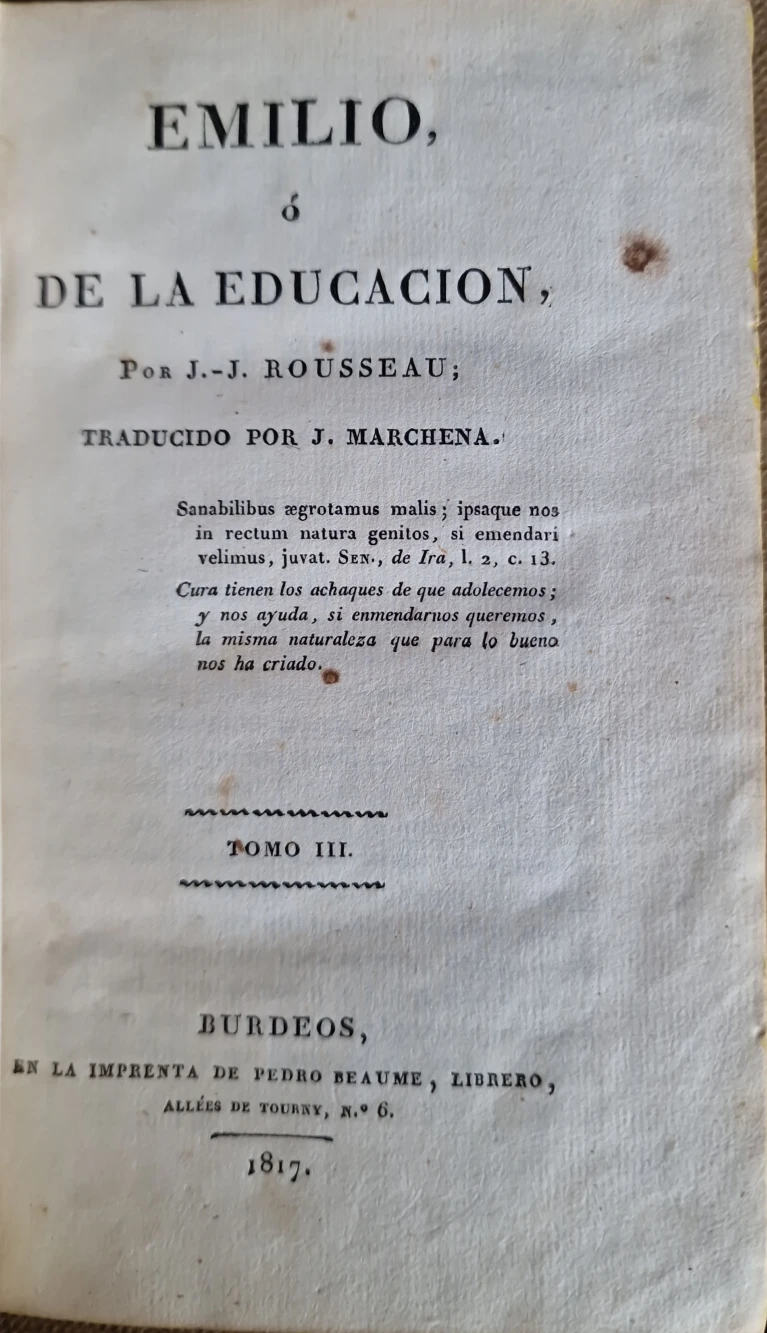 EMILIO,
ó
DE LA EDUCACION,
POR J.-J. ROUSSEAU;
TRADUCIDO POR J. MARCHENA.
Sanabilibus ægrotamus malis; ipsaque nos
in rectum natura genitos, si emendari
velimus, juvat. SEN., de Ira, l. 2, c. 13.
Cura tienen los achaques de que adolecemos;
y nos ayuda, si enmendarnos queremos,
la misma naturaleza que para lo bueno
nos ha criado.
TOMO III.
BURDEOS,
EN LA IMPRENTA DE PEDRO BEAUME, LIBRERO,
ALLÉES DE TOURNY, N.º 6.
1817.